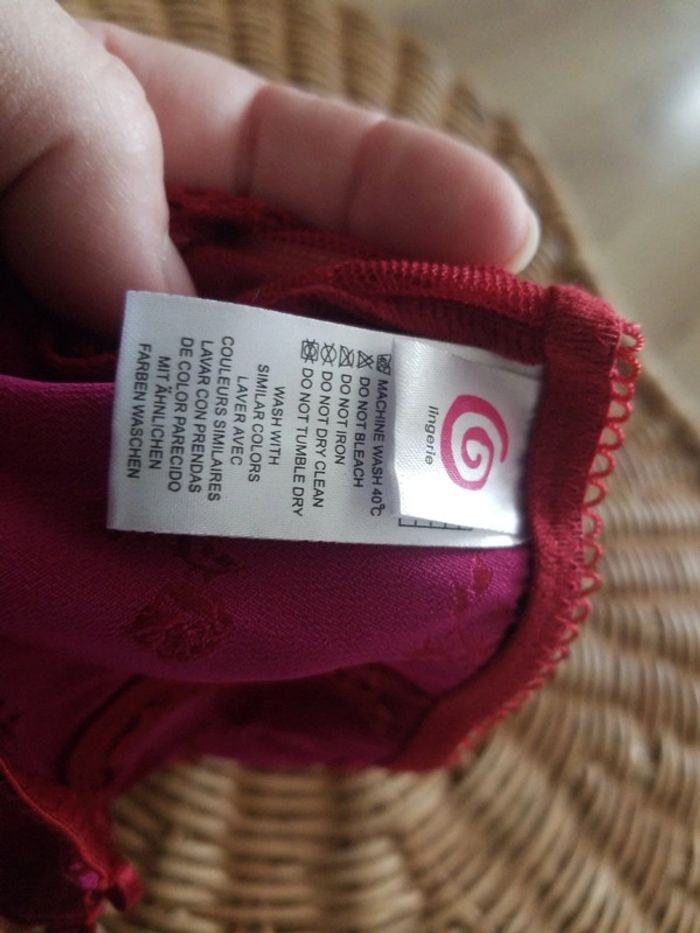 lingerie
MACHINE WASH 40°C
DO NOT BLEACH
DO NOT IRON
DO NOT DRY CLEAN
DO NOT TUMBLE DRY
WASH WITH
SIMILAR COLORS
LAVER AVEC
COULEURS SIMILAIRES
LAVAR CON PRENDAS
DE COLOR PARECIDO
MIT ÄHNLICHEN
FARBEN WASCHEN